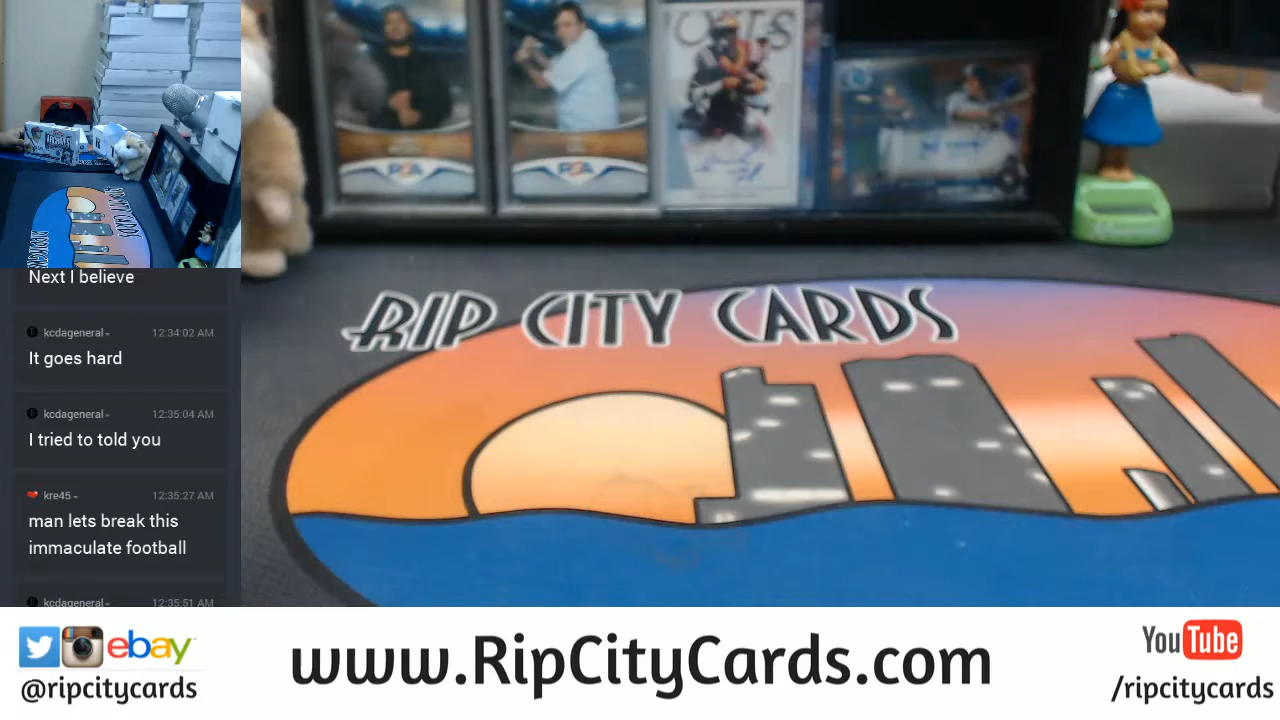 Next I believe
kcdageneral
12:34:02 AM
It goes hard
kcdageneral
12:35:04 AM
I tried to told you
kre45
12:35:27 AM
man lets break this
immaculate football
kcdageneral
12:35:51 AM
RIP CITY CARDS
ebay
@ripcitycards
www.RipCityCards.com
YouTube
/ripcitycards